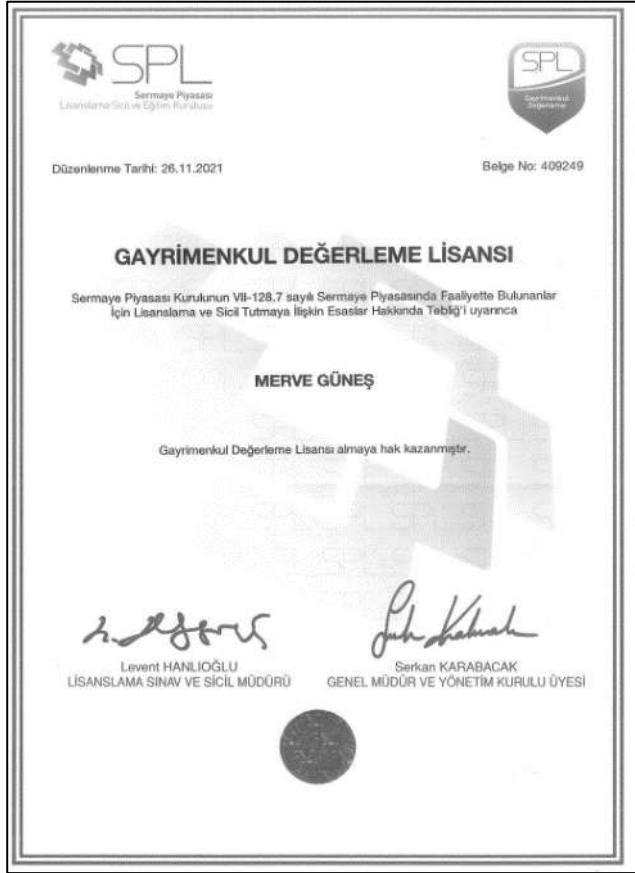 SPL
Sermaye Piyasası
Lisanslama Sicil ve Eğitim Kuruluşu
SPL
Gayrimenkul
Değerleme
Düzenlenme Tarihi: 26.11.2021
Belge No: 409249
GAYRİMENKUL DEĞERLEME LİSANSI
Sermaye Piyasası Kurulunun VII-128.7 sayılı Sermaye Piyasasında Faaliyette Bulunanlar
İçin Lisanslama ve Sicil Tutmaya İlişkin Esaslar Hakkında Tebliğ'i uyarınca
MERVE GÜNEŞ
Gayrimenkul Değerleme Lisansı almaya hak kazanmıştır.
Levent HANLIOĞLU
LİSANSLAMA SINAV VE SİCİL MÜDÜRÜ
Serkan KARABACAK
GENEL MÜDÜR VE YÖNETİM KURULU ÜYESİ